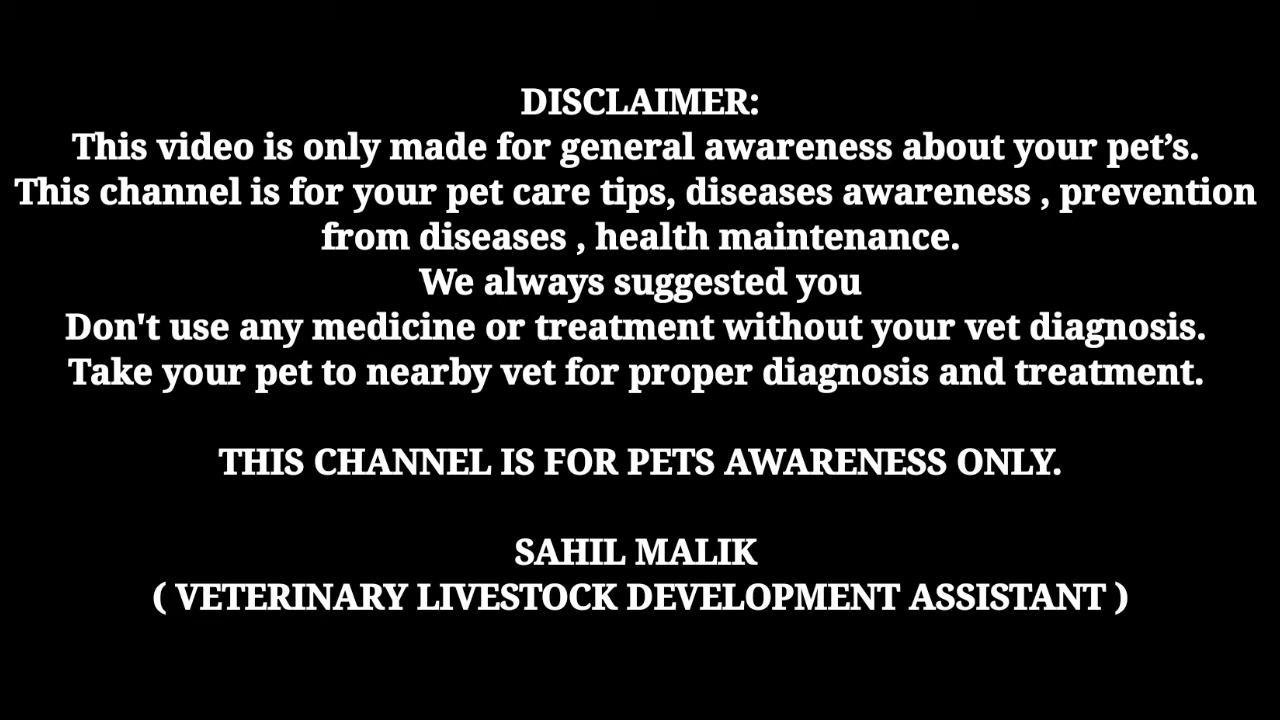 DISCLAIMER:
This video is only made for general awareness about your pet’s.
This channel is for your pet care tips, diseases awareness , prevention
from diseases , health maintenance.
We always suggested you
Don't use any medicine or treatment without your vet diagnosis.
Take your pet to nearby vet for proper diagnosis and treatment.
THIS CHANNEL IS FOR PETS AWARENESS ONLY.
SAHIL MALIK
( VETERINARY LIVESTOCK DEVELOPMENT ASSISTANT )